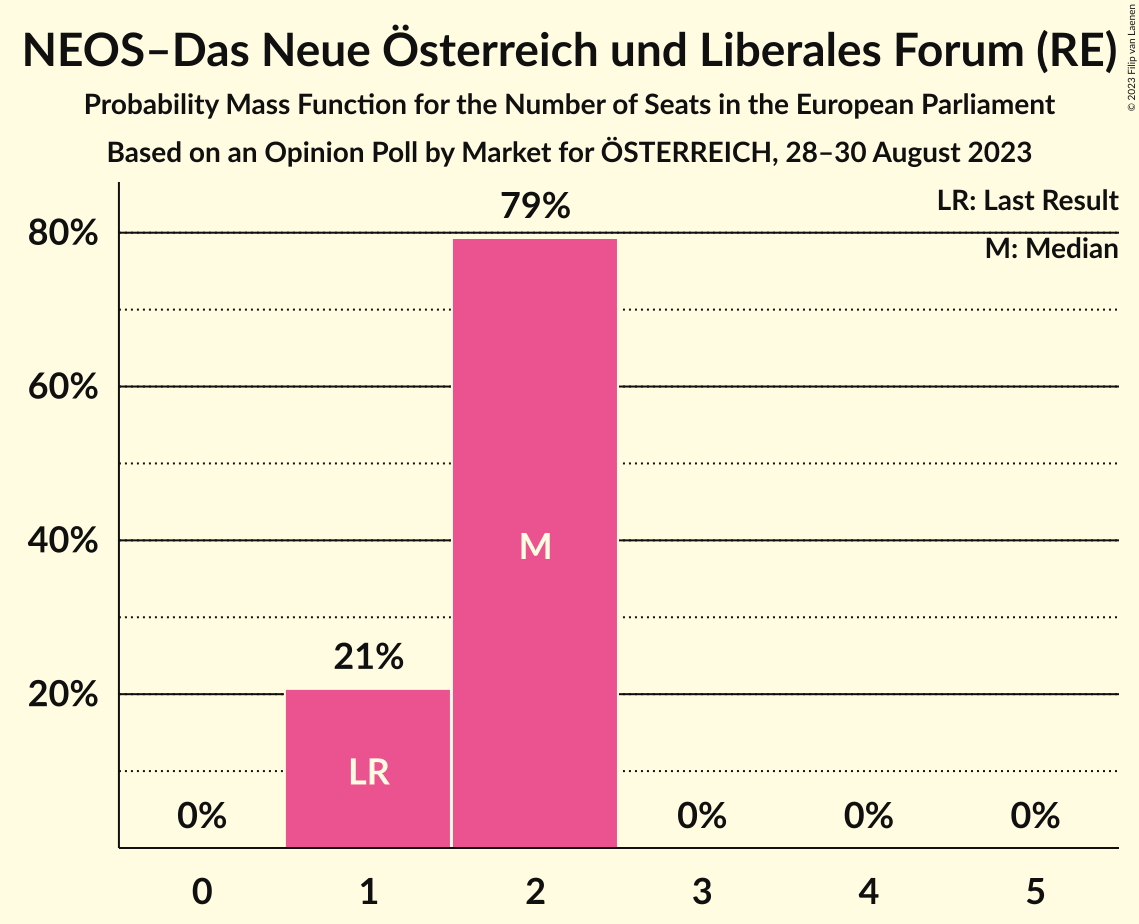 NEOS–Das Neue Österreich und Liberales Forum (RE)
Probability Mass Function for the Number of Seats in the European Parliament
Based on an Opinion Poll by Market for ÖSTERREICH, 28–30 August 2023
© 2023 Filip van Laenen
LR: Last Result
M: Median
79%
80%
60%
40%
M
21%
20%
LR
0%
0%
0%
0%
0
1
2
3
4
5